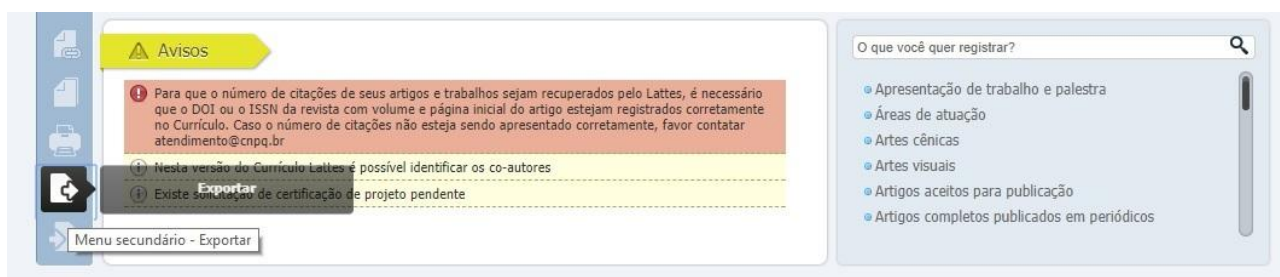 Avisos
Para que o número de citações de seus artigos e trabalhos sejam recuperados pelo Lattes, é necessário
que o DOI ou o ISSN da revista com volume e página inicial do artigo estejam registrados corretamente
no Currículo. Caso o número de citações não esteja sendo apresentado corretamente, favor contatar
atendimento@cnpq.br
Nesta versão do Currículo Lattes é possível identificar os co-autores
Exportar
Existe solicitação de certificação de projeto pendente
Menu secundário - Exportar
O que você quer registrar?
Apresentação de trabalho e palestra
Áreas de atuação
Artes cênicas
Artes visuais
Artigos aceitos para publicação
Artigos completos publicados em periódicos